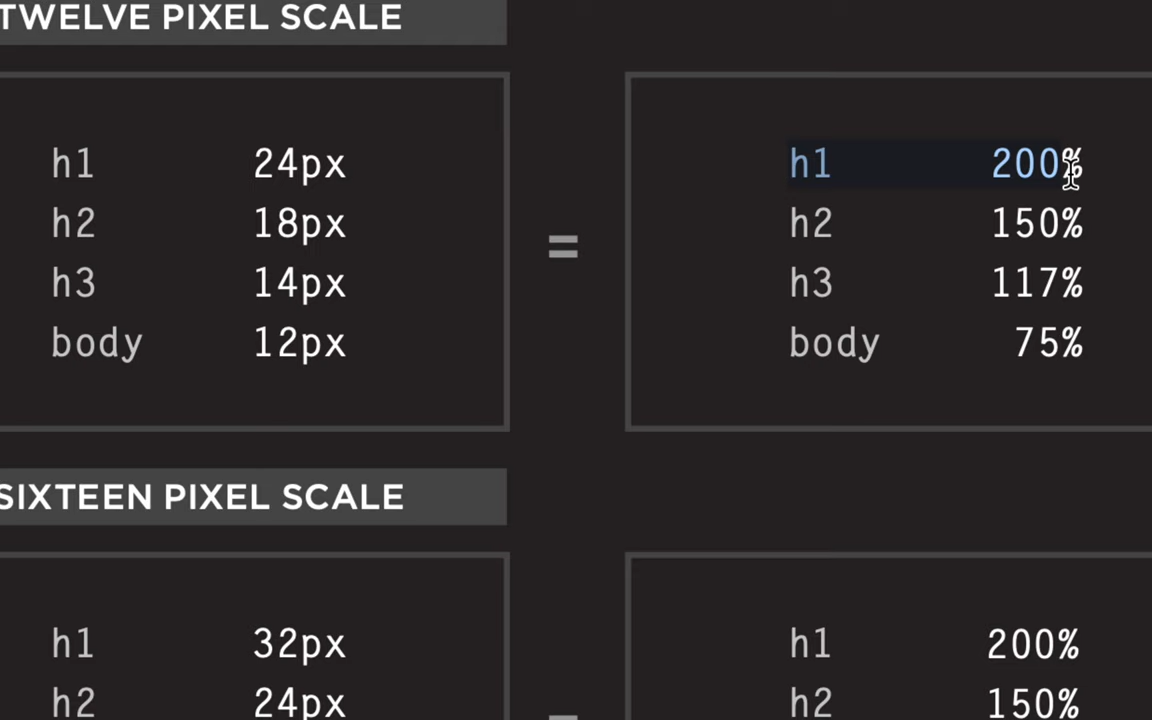 TWELVE PIXEL SCALE
h1 24px
h2 18px
h3 14px
body 12px
=
h1 200%
h2 150%
h3 117%
body 75%
SIXTEEN PIXEL SCALE
h1 32px
h2 24px
h1 200%
h2 150%